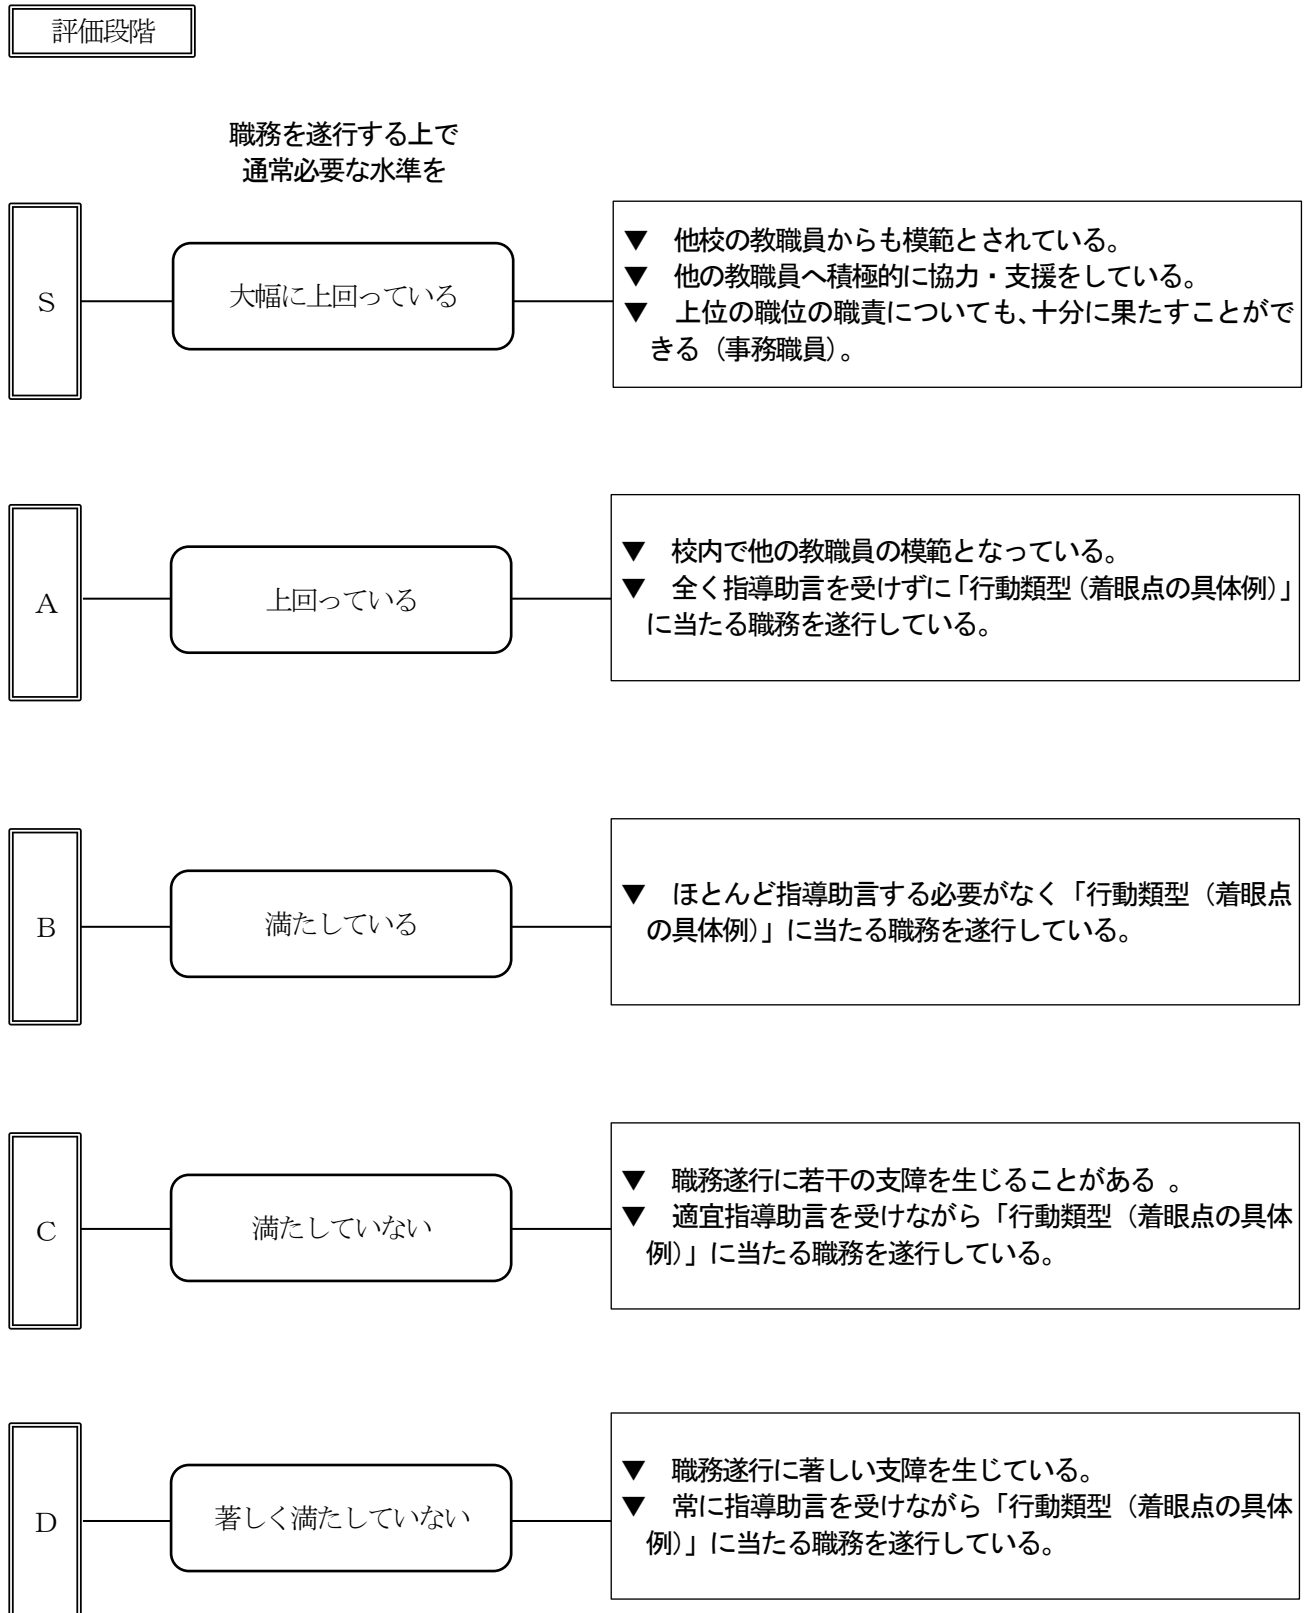 評価段階
職務を遂行する上で
通常必要な水準を
S
大幅に上回っている
▼　他校の教職員からも模範とされている。
▼　他の教職員へ積極的に協力・支援をしている。
▼　上位の職位の職責についても、十分に果たすことがで
きる（事務職員）。
A
上回っている
▼　校内で他の教職員の模範となっている。
▼　全く指導助言を受けずに「行動類型（着眼点の具体例）」
に当たる職務を遂行している。
B
満たしている
▼　ほとんど指導助言する必要がなく「行動類型（着眼点
の具体例）」に当たる職務を遂行している。
C
満たしていない
▼　職務遂行に若干の支障を生じることがある 。
▼　適宜指導助言を受けながら「行動類型（着眼点の具体
例）」に当たる職務を遂行している。
D
著しく満たしていない
▼　職務遂行に著しい支障を生じている。
▼　常に指導助言を受けながら「行動類型（着眼点の具体
例）」に当たる職務を遂行している。